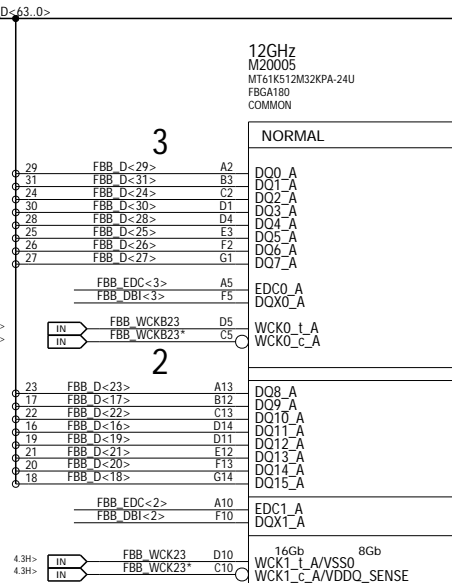 D<63..0>
12GHz
M20005
MT61K512M32KPA-24U
FBGA180
COMMON
NORMAL
3
29 FBB_D<29> A2 DQ0_A
31 FBB_D<31> B3 DQ1_A
24 FBB_D<24> C2 DQ2_A
30 FBB_D<30> D1 DQ3_A
28 FBB_D<28> D4 DQ4_A
25 FBB_D<25> E3 DQ5_A
26 FBB_D<26> F2 DQ6_A
27 FBB_D<27> G1 DQ7_A
FBB_EDC<3> A5 EDC0_A
FBB_DBI<3> F5 DQX0_A
> IN FBB_WCKB23 D5 WCK0_t_A
> IN FBB_WCKB23* C5 WCK0_c_A
2
23 FBB_D<23> A13 DQ8_A
17 FBB_D<17> B12 DQ9_A
22 FBB_D<22> C13 DQ10_A
16 FBB_D<16> D14 DQ11_A
19 FBB_D<19> D11 DQ12_A
21 FBB_D<21> E12 DQ13_A
20 FBB_D<20> F13 DQ14_A
18 FBB_D<18> G14 DQ15_A
FBB_EDC<2> A10 EDC1_A
FBB_DBI<2> F10 DQX1_A
16Gb 8Gb
4.3H> IN FBB_WCK23 D10 WCK1_t_A/VSS0
4.3H> IN FBB_WCK23* C10 WCK1_c_A/VDDQ_SENSE